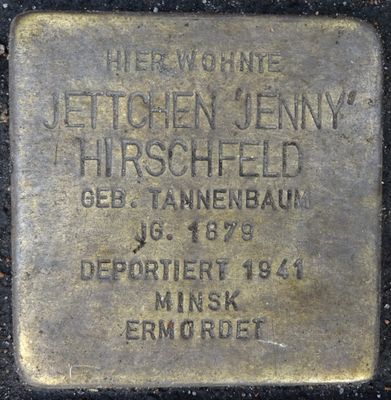 HIER WOHNTE
JETTCHEN 'JENNY'
HIRSCHFELD
GEB. TANNENBAUM
JG. 1879
DEPORTIERT 1941
MINSK
ERMORDET